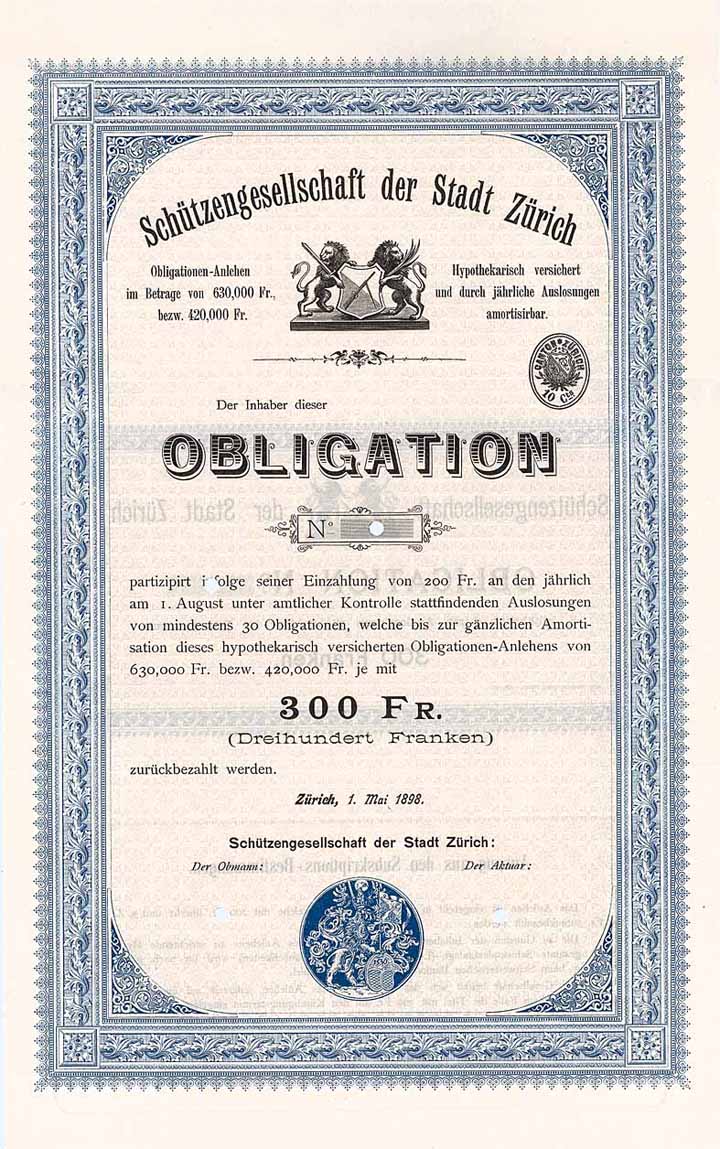 Schützengesellschaft der Stadt Zürich
Obligationen-Anlehen
im Betrage von 630,000 Fr.,
bezw. 420,000 Fr.
Hypothekarisch versichert
und durch jährliche Auslosungen
amortisirbar.
CANTON ZÜRICH
10 Cts
Der Inhaber dieser
OBLIGATION
No
partizipirt infolge seiner Einzahlung von 200 Fr. an den jährlich
am 1. August unter amtlicher Kontrolle stattfindenden Auslosungen
von mindestens 30 Obligationen, welche bis zur gänzlichen Amorti-
sation dieses hypothekarisch versicherten Obligationen-Anlehens von
630,000 Fr. bezw. 420,000 Fr. je mit
300 FR.
(Dreihundert Franken)
zurückbezahlt werden.
Zürich, 1. Mai 1898.
Schützengesellschaft der Stadt Zürich:
Der Obmann:
Der Aktuar: